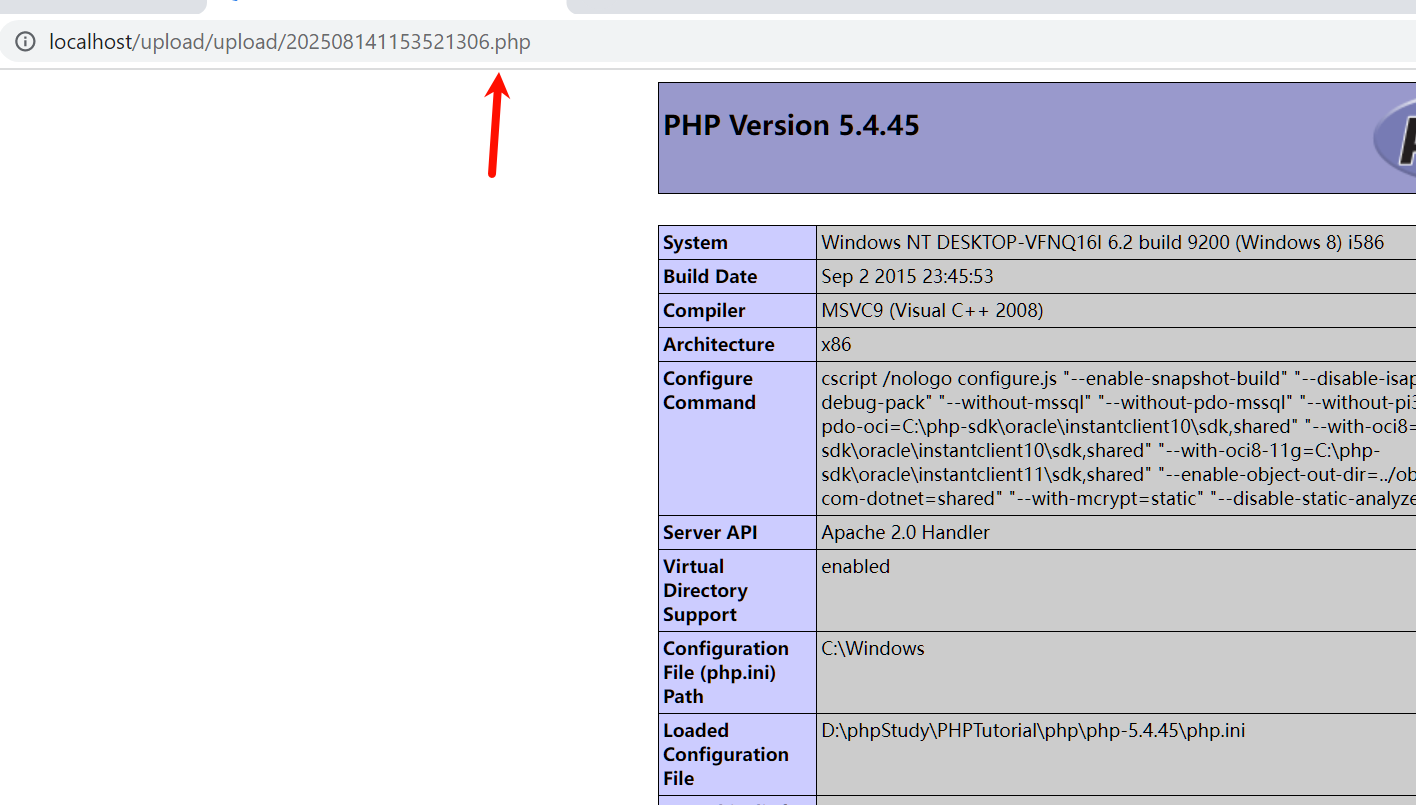 localhost/upload/upload/202508141153521306.php
PHP Version 5.4.45
System
Windows NT DESKTOP-VFNQ16I 6.2 build 9200 (Windows 8) i586
Build Date
Sep 2 2015 23:45:53
Compiler
MSVC9 (Visual C++ 2008)
Architecture
x86
Configure
Command
cscript /nologo configure.js "--enable-snapshot-build" "--disable-isap
debug-pack" "--without-mssql" "--without-pdo-mssql" "--without-pi3
pdo-oci=C:\php-sdk\oracle\instantclient10\sdk,shared" "--with-oci8=
sdk\oracle\instantclient10\sdk,shared" "--with-oci8-11g=C:\php-
sdk\oracle\instantclient11\sdk,shared" "--enable-object-out-dir=../ob
com-dotnet=shared" "--with-mcrypt=static" "--disable-static-analyze
Server API
Apache 2.0 Handler
Virtual
Directory
Support
enabled
Configuration
File (php.ini)
Path
C:\Windows
Loaded
Configuration
File
D:\phpStudy\PHPTutorial\php\php-5.4.45\php.ini